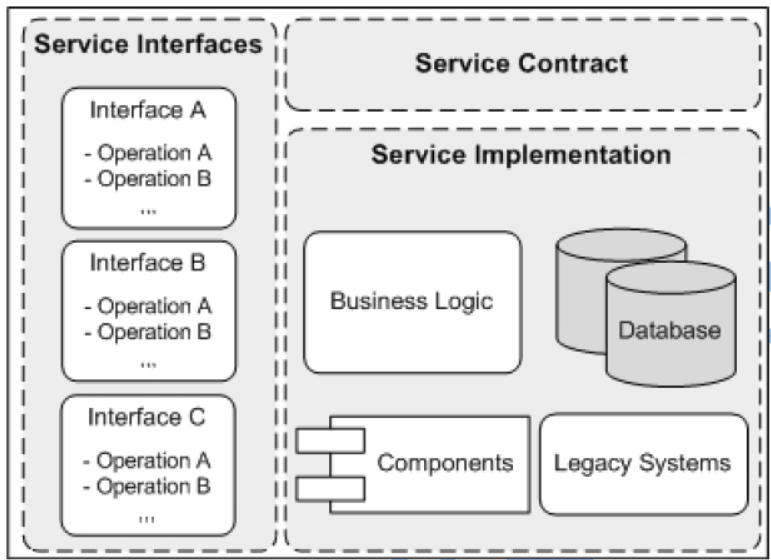 Service Interfaces
Interface A
- Operation A
- Operation B
...
Interface B
- Operation A
- Operation B
...
Interface C
- Operation A
- Operation B
...
Service Contract
Service Implementation
Business Logic
Database
Components
Legacy Systems